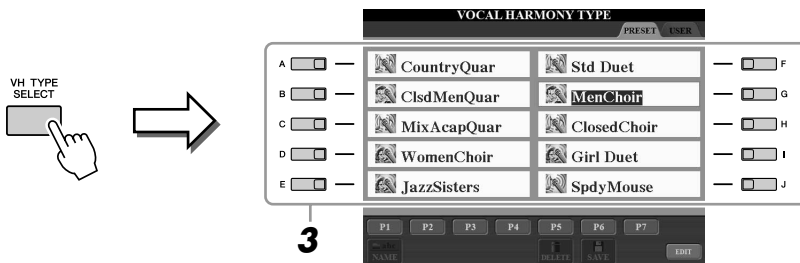 VOCAL HARMONY TYPE
PRESET USER
VH TYPE
SELECT
A CountryQuar Std Duet F
B ClsdMenQuar MenChoir G
C MixAcapQuar ClosedChoir H
D WomenChoir Girl Duet I
E JazzSisters SpdyMouse J
3
P1 P2 P3 P4 P5 P6 P7
NAME DELETE SAVE EDIT